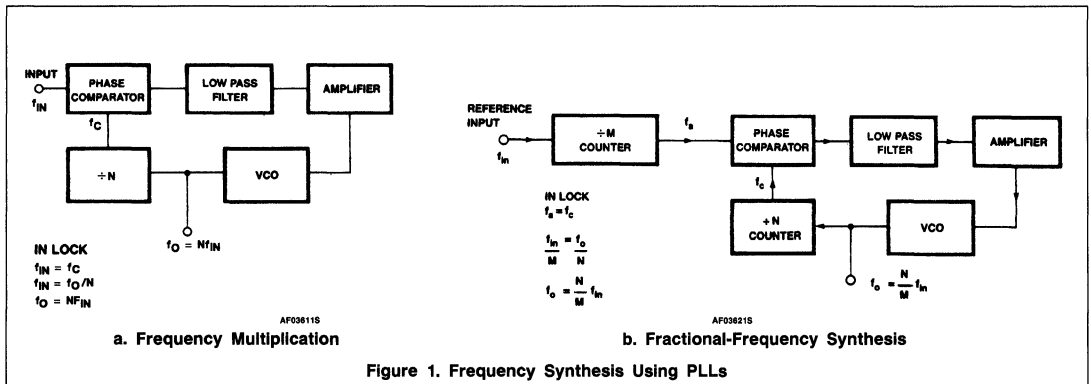 INPUT
fIN
PHASE
COMPARATOR
LOW PASS
FILTER
AMPLIFIER
fC
÷N
VCO
fO = NfIN
IN LOCK
fIN = fC
fIN = fO/N
fO = NFIN
AF03611S
a. Frequency Multiplication
REFERENCE
INPUT
fin
÷M
COUNTER
fa
PHASE
COMPARATOR
LOW PASS
FILTER
AMPLIFIER
fc
÷N
COUNTER
VCO
IN LOCK
fa = fc
fin/M = fo/N
fo = N/M fin
fo = N/M fin
AF03621S
b. Fractional-Frequency Synthesis
Figure 1. Frequency Synthesis Using PLLs